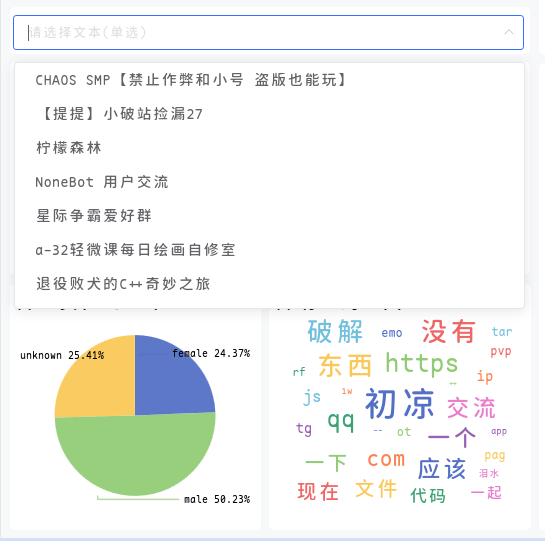 请选择文本(单选)
CHAOS SMP【禁止作弊和小号 盗版也能玩】
【提提】小破站捡漏27
柠檬森林
NoneBot 用户交流
星际争霸爱好群
α-32轻微课每日绘画自修室
退役败犬的C++奇妙之旅
unknown 25.41%
female 24.37%
male 50.23%
破解 emo 没有 tar
pvp
东西 https
rf
ip
js 1w 初凉 交流
qq
tg -- ot 一个 app
一下 com 应该 pag
泪水
现在 文件 代码 一起